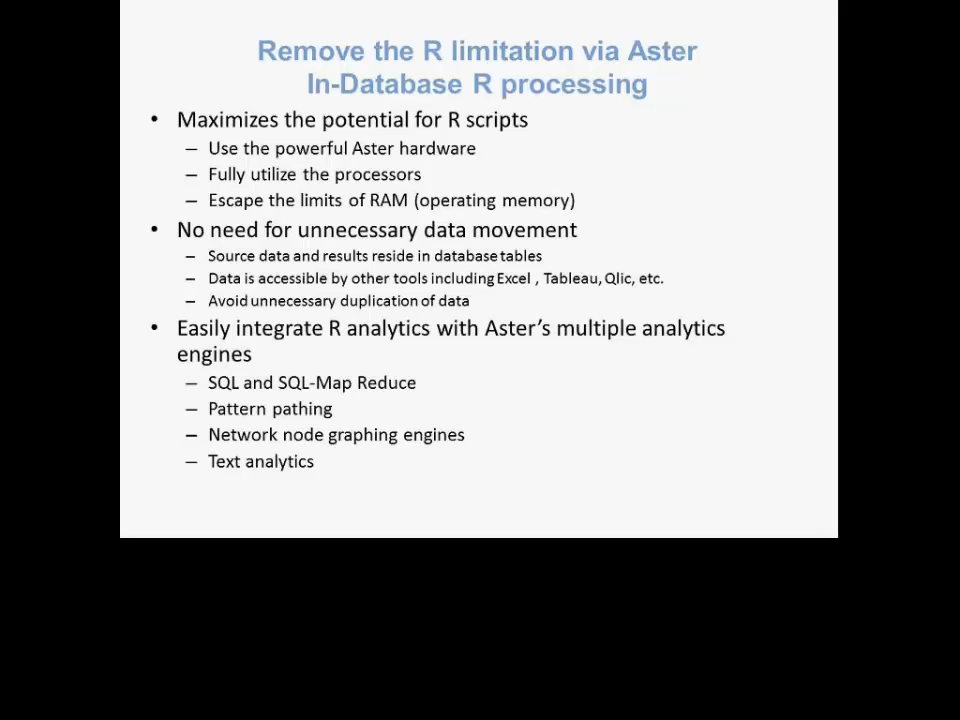 Remove the R limitation via Aster
In-Database R processing
• Maximizes the potential for R scripts
– Use the powerful Aster hardware
– Fully utilize the processors
– Escape the limits of RAM (operating memory)
• No need for unnecessary data movement
– Source data and results reside in database tables
– Data is accessible by other tools including Excel , Tableau, Qlic, etc.
– Avoid unnecessary duplication of data
• Easily integrate R analytics with Aster’s multiple analytics
engines
– SQL and SQL-Map Reduce
– Pattern pathing
– Network node graphing engines
– Text analytics